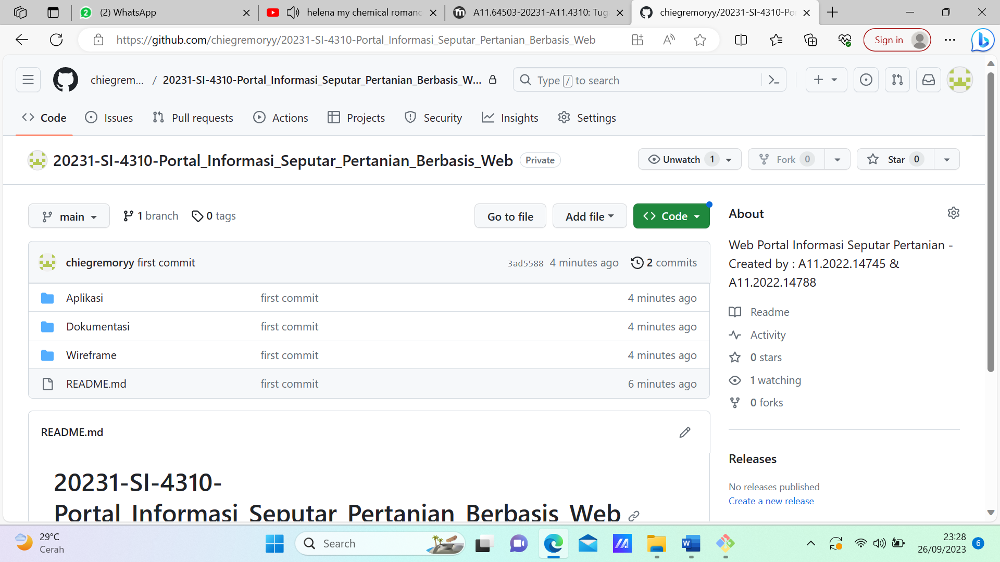 (2) WhatsApp
helena my chemical romanc
A11.64503-20231-A11.4310: Tug
chiegremoryy/20231-SI-4310-Po
https://github.com/chiegremoryy/20231-SI-4310-Portal_Informasi_Seputar_Pertanian_Berbasis_Web
Sign in
chiegrem... / 20231-SI-4310-Portal_Informasi_Seputar_Pertanian_Berbasis_W...
Type / to search
Code Issues Pull requests Actions Projects Security Insights Settings
20231-SI-4310-Portal_Informasi_Seputar_Pertanian_Berbasis_Web Private
Unwatch 1 Fork 0 Star 0
main 1 branch 0 tags Go to file Add file Code
chiegremoryy first commit 3ad5588 4 minutes ago 2 commits
Aplikasi first commit 4 minutes ago
Dokumentasi first commit 4 minutes ago
Wireframe first commit 4 minutes ago
README.md first commit 6 minutes ago
README.md
20231-SI-4310-
Portal_Informasi_Seputar_Pertanian_Berbasis_Web
About
Web Portal Informasi Seputar Pertanian -
Created by : A11.2022.14745 &
A11.2022.14788
Readme
Activity
0 stars
1 watching
0 forks
Releases
No releases published
Create a new release
29°C
Cerah
Search
23:28
26/09/2023
6